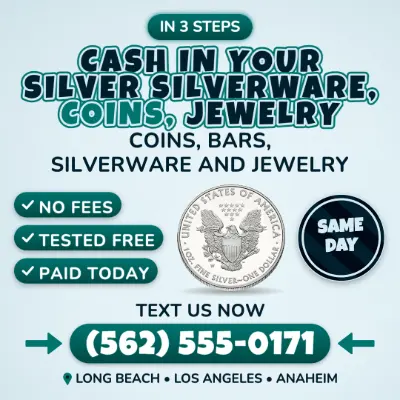 IN 3 STEPS
CASH IN YOUR
SILVER SILVERWARE,
COINS, JEWELRY
COINS, BARS,
SILVERWARE AND JEWELRY
✓ NO FEES
✓ TESTED FREE
✓ PAID TODAY
UNITED STATES OF AMERICA
1 OZ. FINE SILVER~ONE DOLLAR
SAME
DAY
TEXT US NOW
(562) 555-0171
LONG BEACH • LOS ANGELES • ANAHEIM